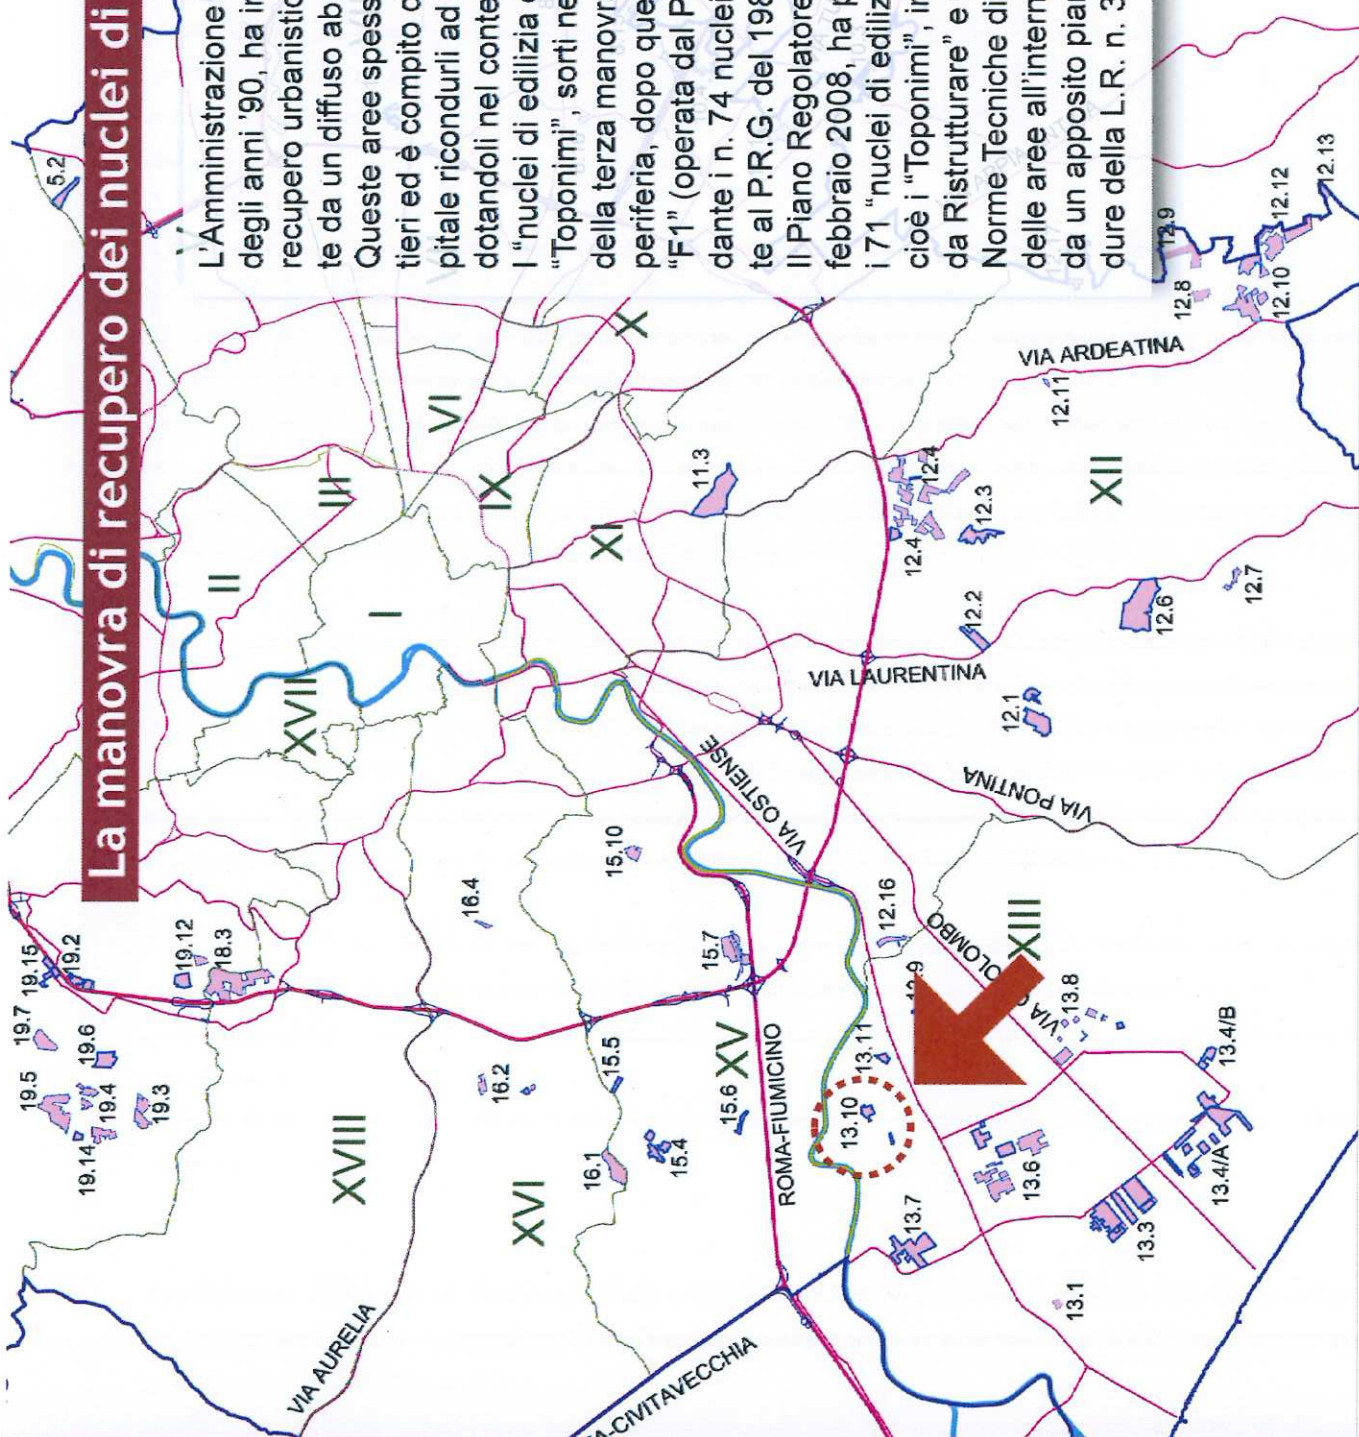 La manovra di recupero dei nuclei di
L'Amministrazione
degli anni '90, ha in
recupero urbanistic
te da un diffuso ab
Queste aree spess
tieri ed è compito d
pitale ricondurli ad
dotandoli nel conte
I "nuclei di edilizia
"Toponimi", sorti ne
della terza manovr
periferia, dopo que
"F1" (operata dal P
dante i n. 74 nuclei
te al P.R.G. del 198
Il Piano Regolatore
febbraio 2008, ha p
i 71 "nuclei di ediliz
cioè i "Toponimi", in
da Ristrutturare" e
Norme Tecniche di
delle aree all'intern
da un apposito piar
dure della L.R. n. 3
5.2
II
III
I
VI
IX
X
XI
XVII
11.3
VIA ARDEATINA
12.11
12.8
12.9
12.10
12.12
12.13
12.4
12.4
12.3
XII
12.2
12.6
12.7
VIA LAURENTINA
12.1
VIA PONTINA
VIA OSTIENSE
15.10
16.4
15.7
12.16
19.15
19.2
19.12
18.3
19.7
19.6
19.5
19.4
19.14
19.3
XVIII
16.2
15.5
XV
15.6
16.1
15.4
XVI
ROMA-FIUMICINO
13.11
13.10
XIII
OLOMBO
VIA C
13.8
13.4/B
13.4/A
13.6
13.3
13.7
13.1
VIA AURELIA
A-CIVITAVECCHIA